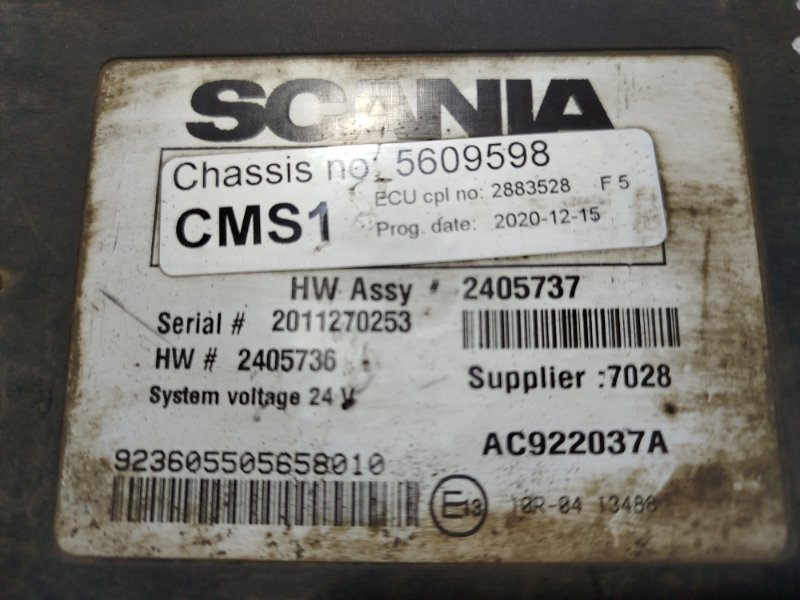 SCANIA
Chassis no 5609598
ECU cpl no: 2883528 F 5
CMS1 Prog. date: 2020-12-15
HW Assy # 2405737
Serial # 2011270253
HW # 2405736
Supplier :7028
System voltage 24 V
AC922037A
923605505658010
E13 10R-04 13488